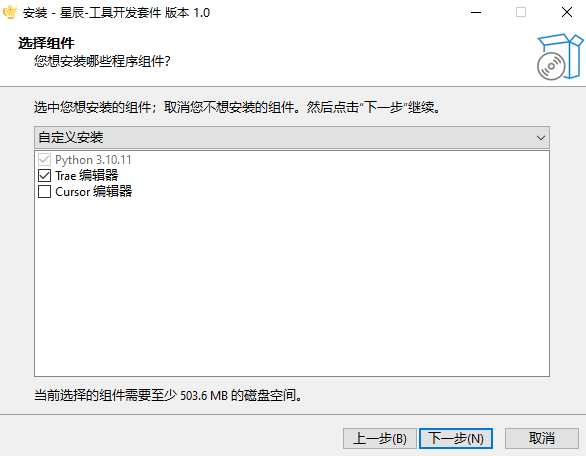 安装 - 星辰-工具开发套件 版本 1.0
选择组件
您想安装哪些程序组件？
选中您想安装的组件；取消您不想安装的组件。然后点击“下一步”继续。
自定义安装
Python 3.10.11
Trae 编辑器
Cursor 编辑器
当前选择的组件需要至少 503.6 MB 的磁盘空间。
上一步(B) 下一步(N) 取消